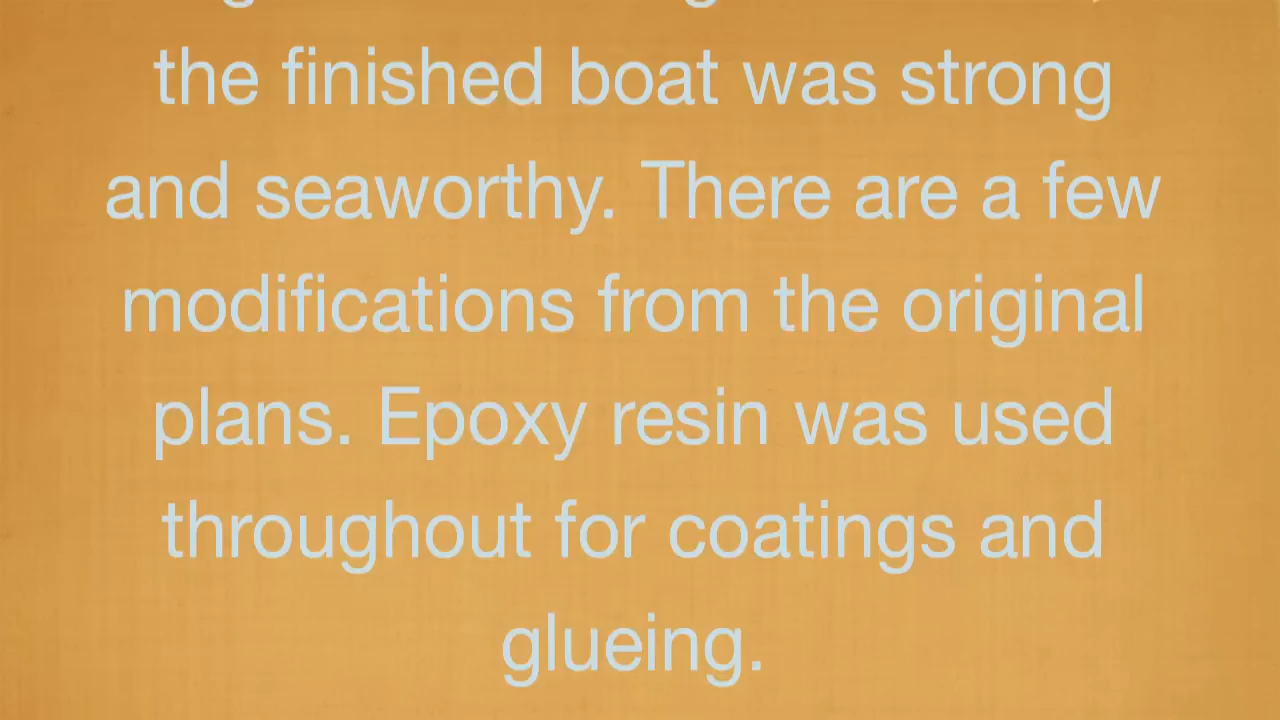 the finished boat was strong
and seaworthy. There are a few
modifications from the original
plans. Epoxy resin was used
throughout for coatings and
glueing.